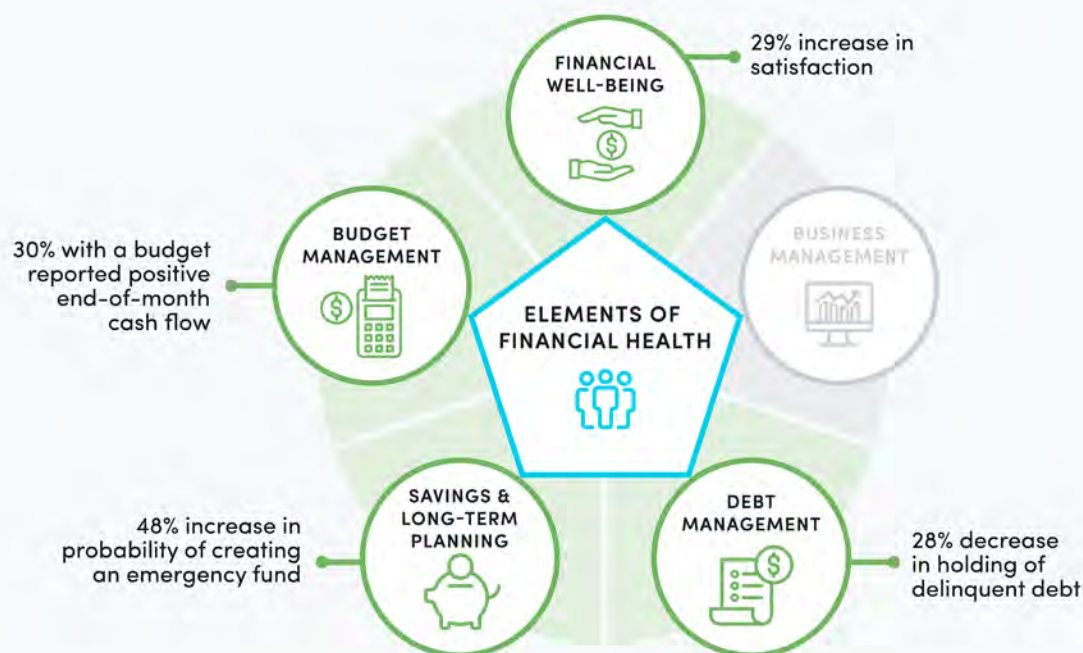 FINANCIAL
WELL-BEING
29% increase in
satisfaction
BUDGET
MANAGEMENT
30% with a budget
reported positive
end-of-month
cash flow
BUSINESS
MANAGEMENT
ELEMENTS OF
FINANCIAL HEALTH
SAVINGS &
LONG-TERM
PLANNING
48% increase in
probability of creating
an emergency fund
DEBT
MANAGEMENT
28% decrease
in holding of
delinquent debt